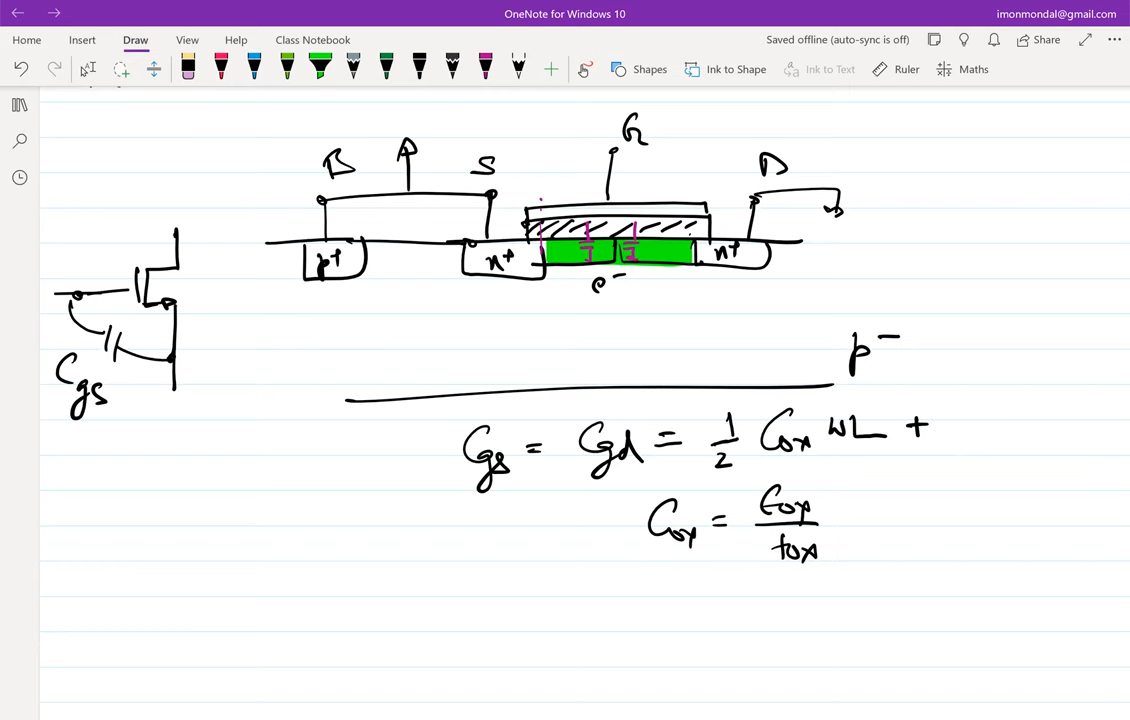 OneNote for Windows 10
imonmondal@gmail.com
Home Insert Draw View Help Class Notebook
Saved offline (auto-sync is off) Share
Shapes Ink to Shape Ink to Text Ruler Maths
G
B S D
p+ n+ n+
e−
p−
Cgs
Cgs = Cgd = 1/2 Cox WL +
Cox = εox/tox